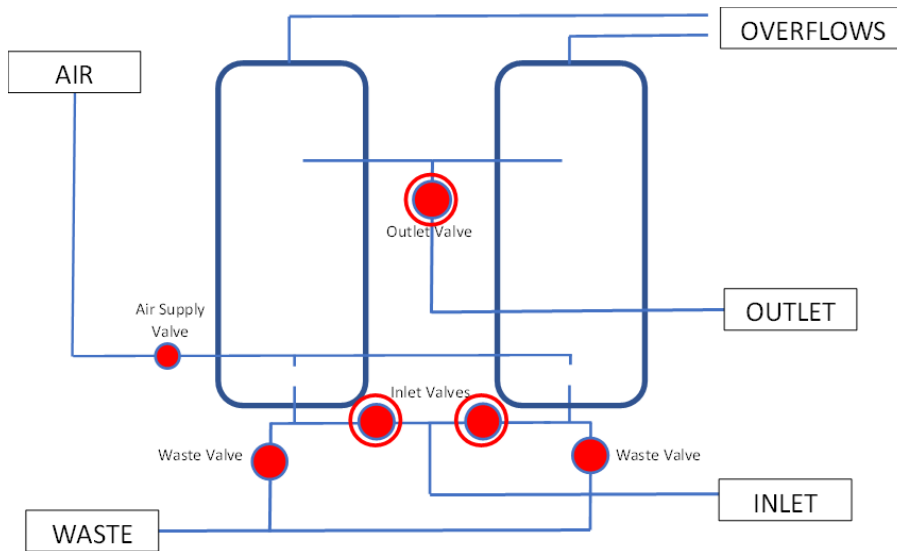 OVERFLOWS
AIR
Outlet Valve
Air Supply
Valve
OUTLET
Inlet Valves
Waste Valve
Waste Valve
INLET
WASTE